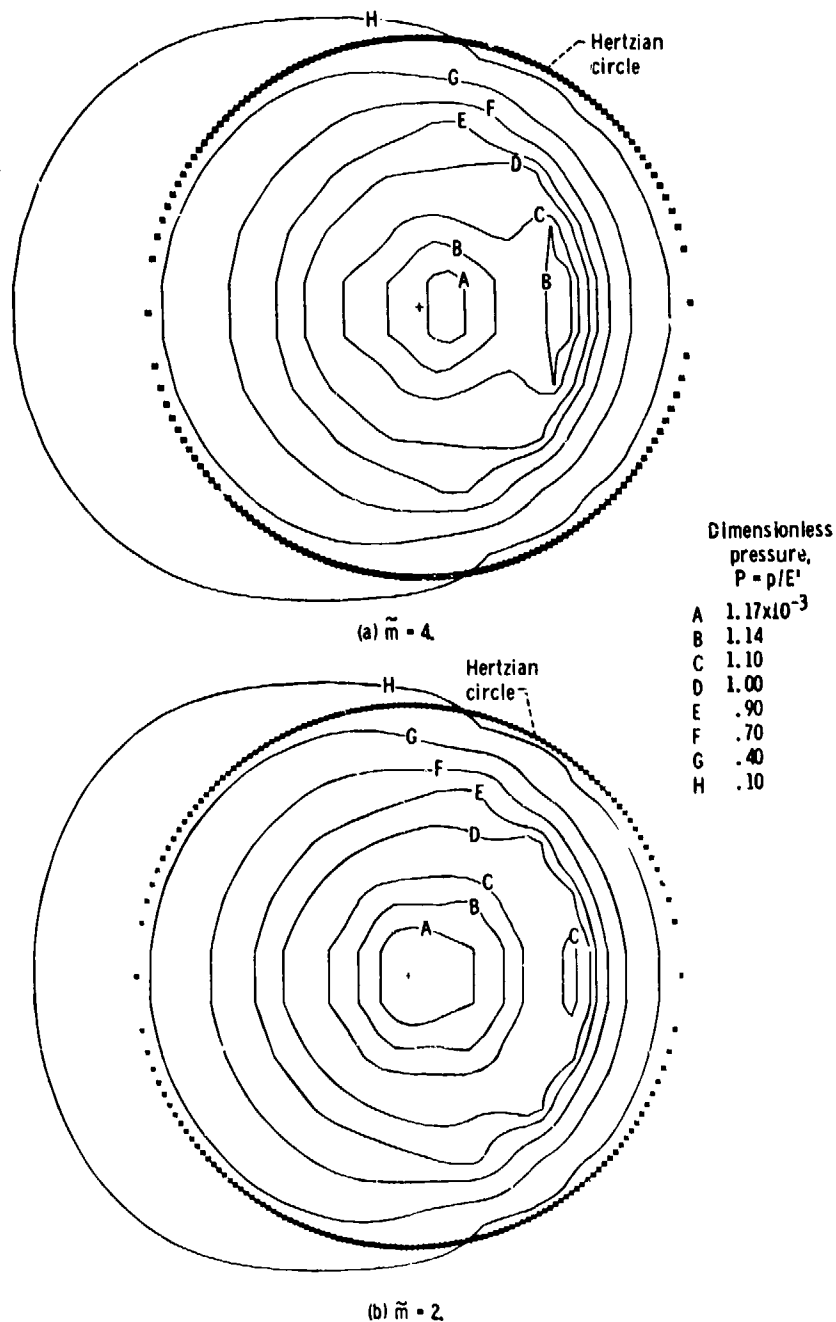 H
Hertzian
circle
G
F
E
D
C
B
B
A
+
(a) m̃ = 4.
Dimensionless
pressure,
P = p/E'
A 1.17x10⁻³
B 1.14
C 1.10
D 1.00
E .90
F .70
G .40
H .10
Hertzian
circle
H
G
F
E
D
C
B
A
C
+
(b) m̃ = 2.